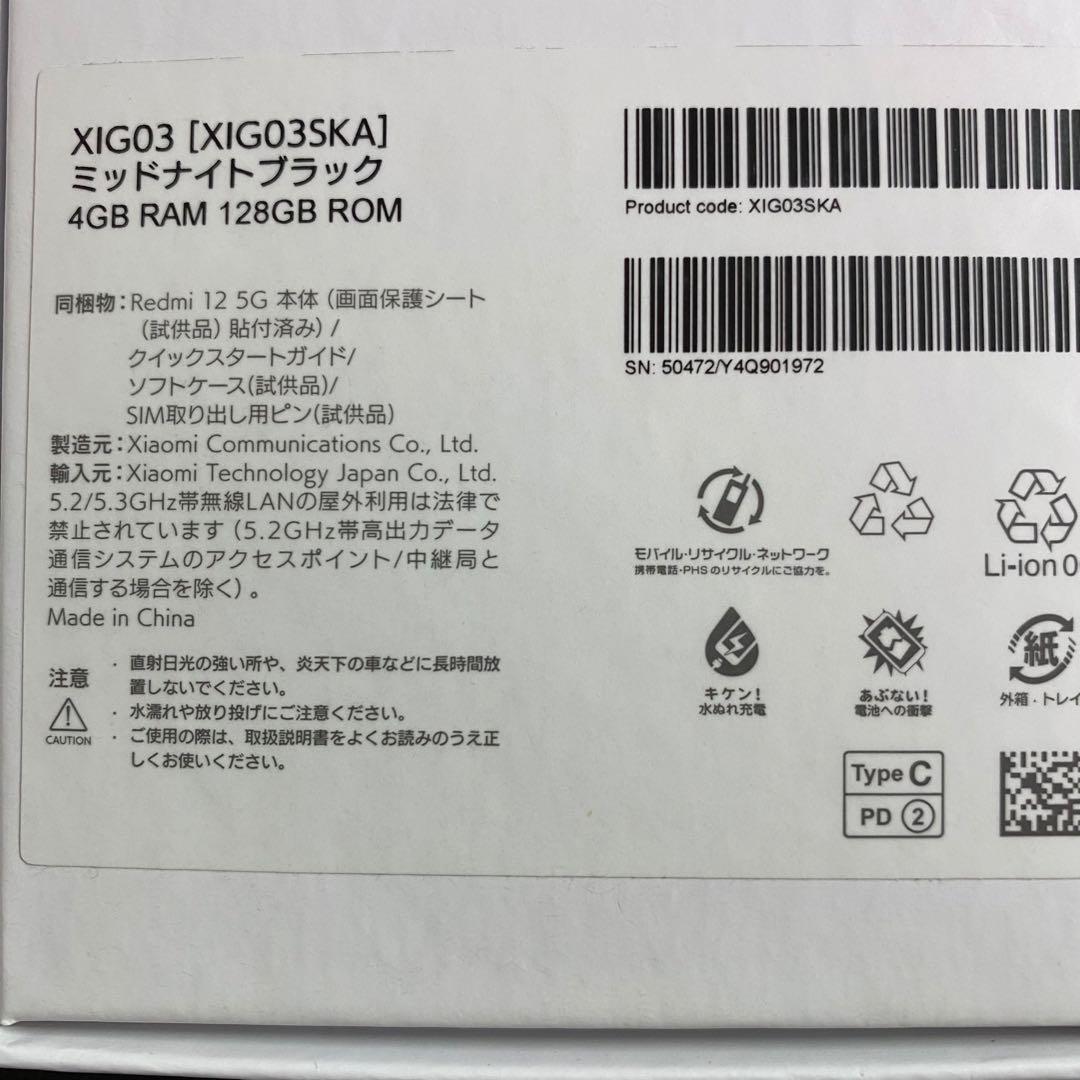 XIG03 [XIG03SKA]
ミッドナイトブラック
4GB RAM 128GB ROM
Product code: XIG03SKA
SN: 50472/Y4Q901972
同梱物：Redmi 12 5G 本体（画面保護シート
（試供品）貼付済み）/
クイックスタートガイド/
ソフトケース(試供品)/
SIM取り出し用ピン(試供品)
製造元：Xiaomi Communications Co., Ltd.
輸入元：Xiaomi Technology Japan Co., Ltd.
5.2/5.3GHz帯無線LANの屋外利用は法律で
禁止されています（5.2GHz帯高出力データ
通信システムのアクセスポイント/中継局と
通信する場合を除く）。
Made in China
注意
CAUTION
・直射日光の強い所や、炎天下の車などに長時間放
置しないでください。
・水濡れや放り投げにご注意ください。
・ご使用の際は、取扱説明書をよくお読みのうえ正
しくお使いください。
モバイル・リサイクル・ネットワーク
携帯電話・PHSのリサイクルにご協力を。
Li-ion 0
キケン！
水ぬれ充電
あぶない！
電池への衝撃
紙
外箱・トレイ
Type C
PD ②